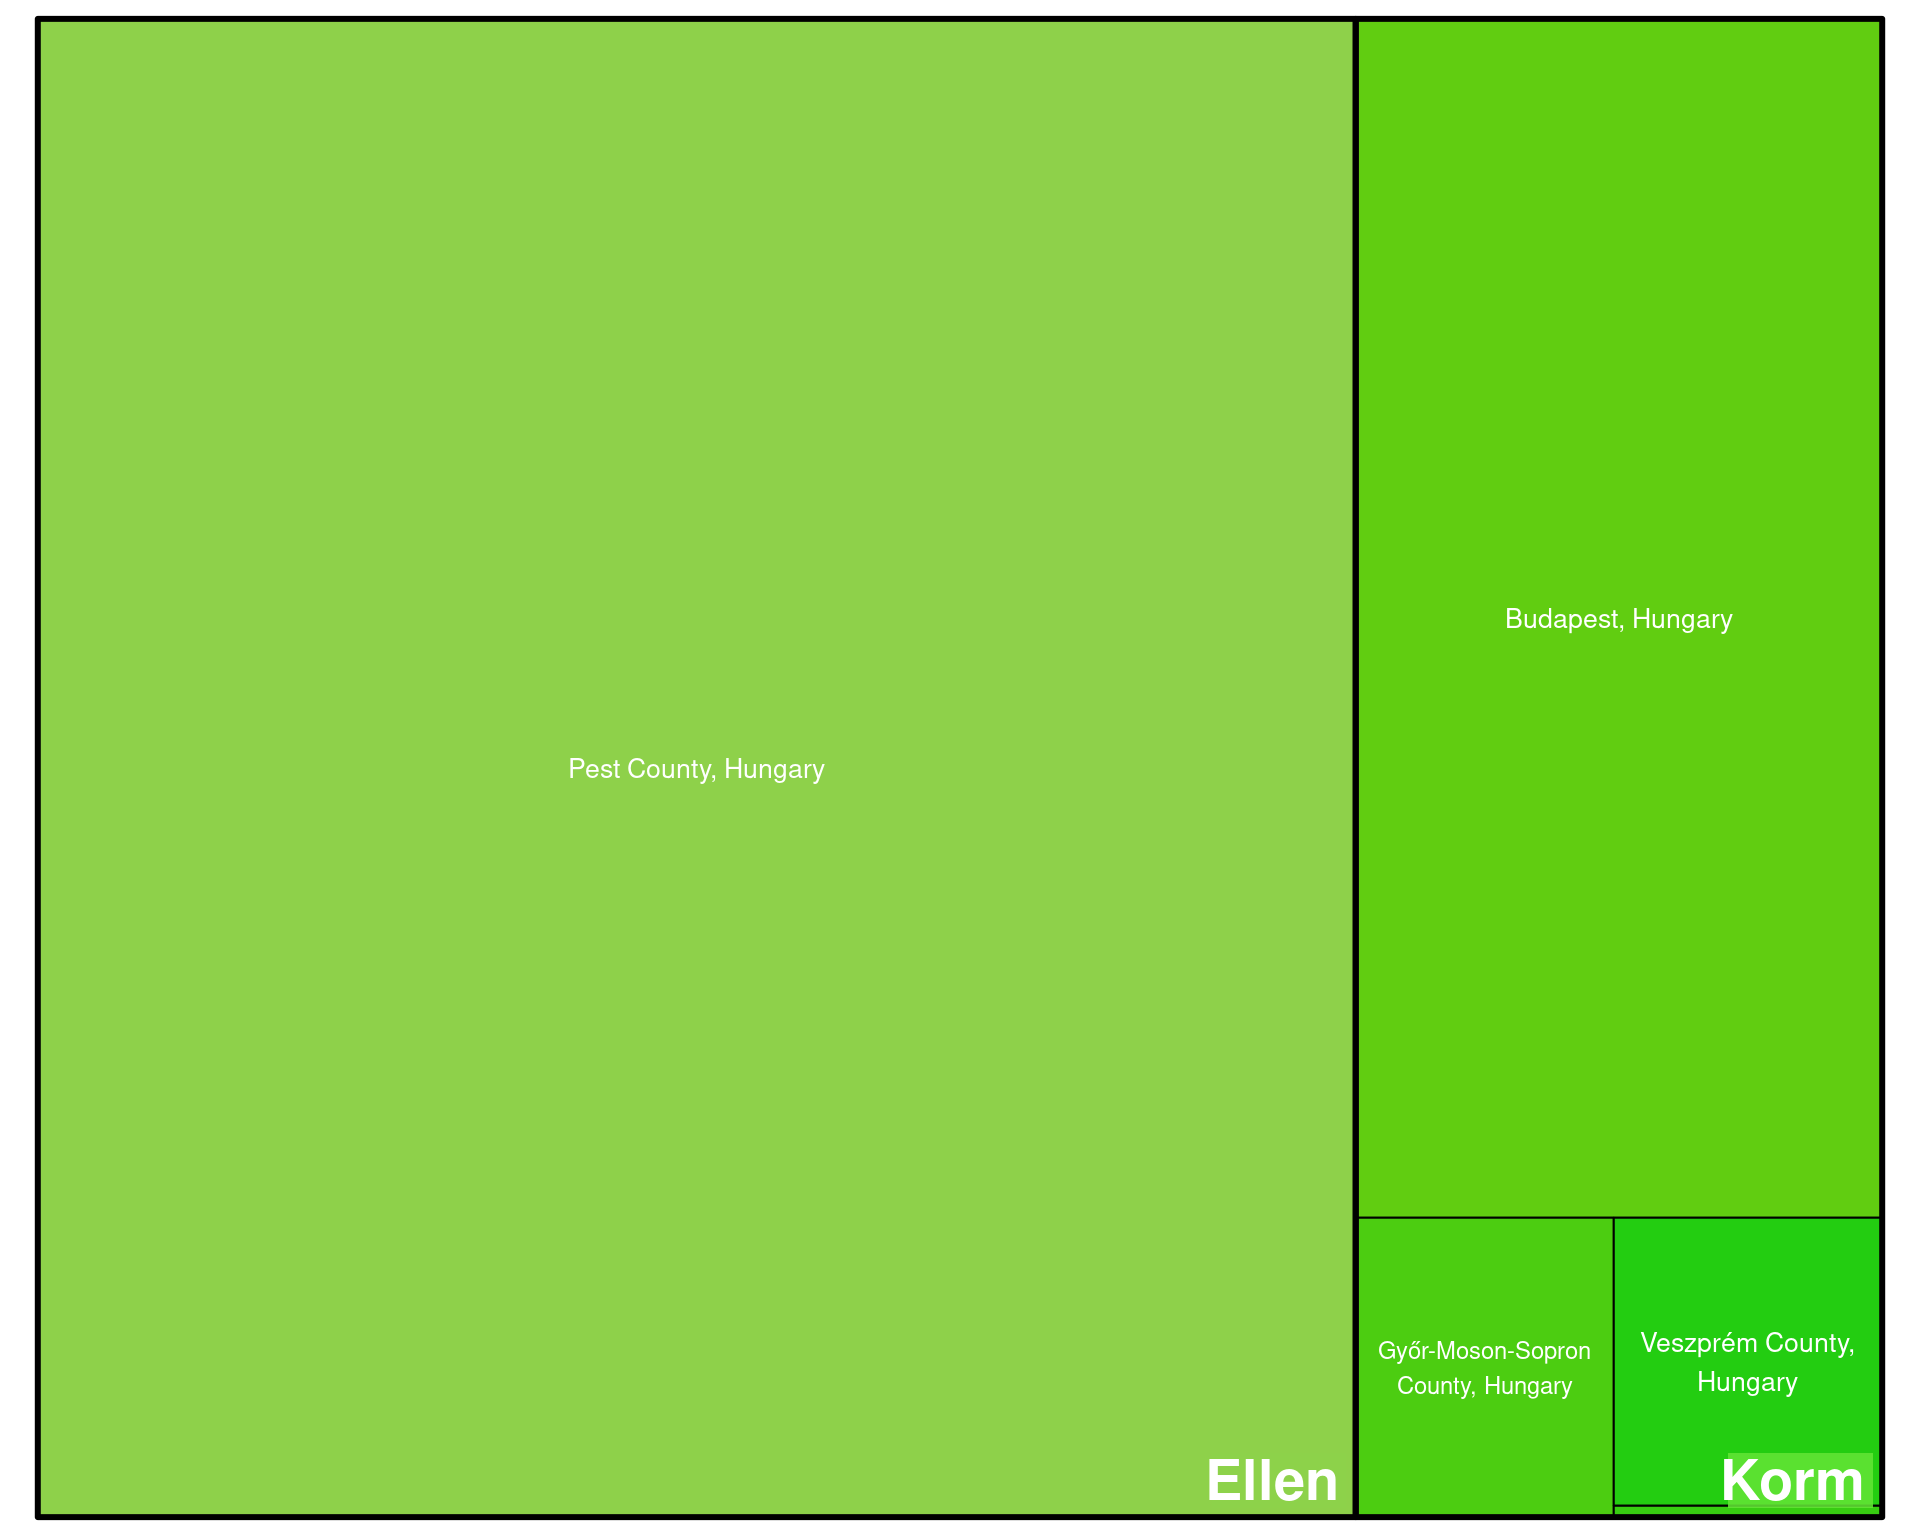 Budapest, Hungary
Pest County, Hungary
Győr-Moson-Sopron
County, Hungary
Veszprém County,
Hungary
Ellen
Korm